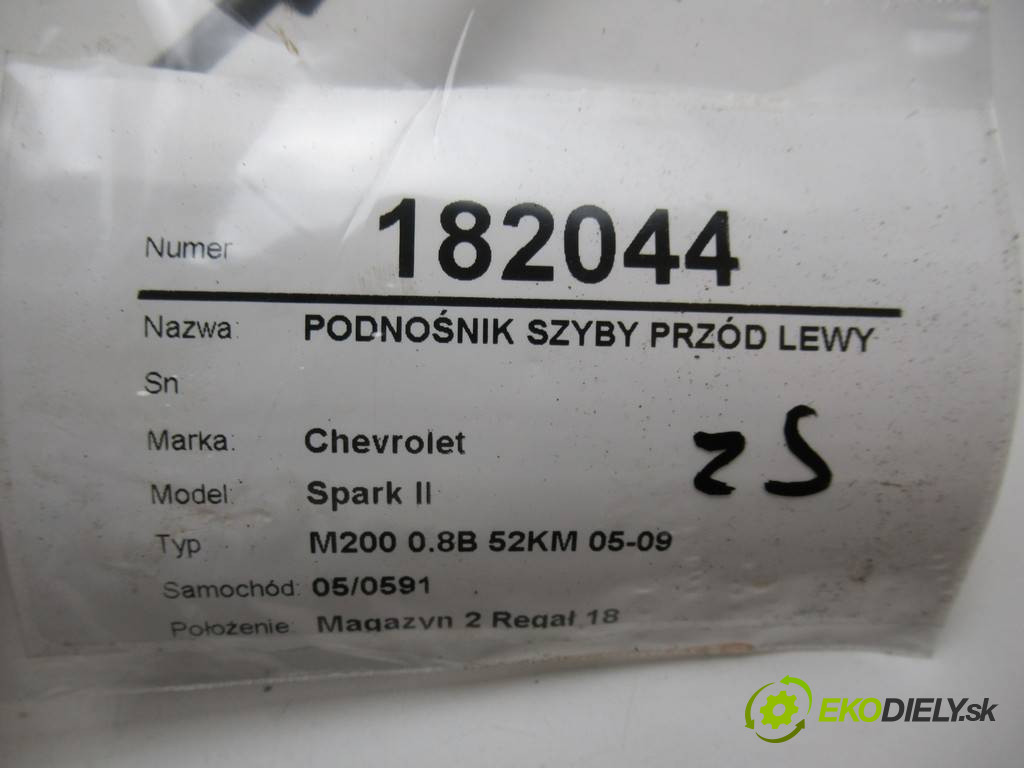 Numer 182044
Nazwa: PODNOŚNIK SZYBY PRZÓD LEWY
Sn
Marka: Chevrolet
Model: Spark II
25
Typ M200 0.8B 52KM 05-09
Samochód: 05/0591
Położenie: Magazyn 2 Regał 18
EKODIELY.sk